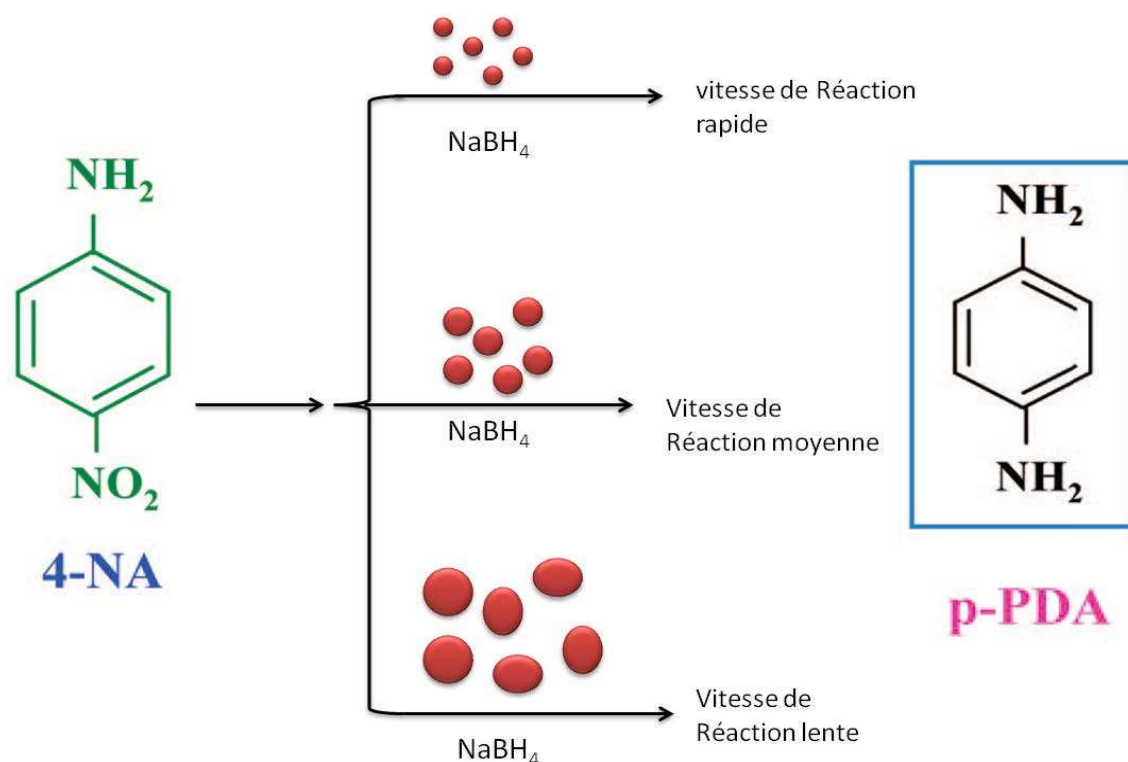 vitesse de Réaction
rapide
NaBH₄
NH₂
NO₂
4-NA
NaBH₄
Vitesse de
Réaction moyenne
NaBH₄
Vitesse de
Réaction lente
NH₂
NH₂
p-PDA